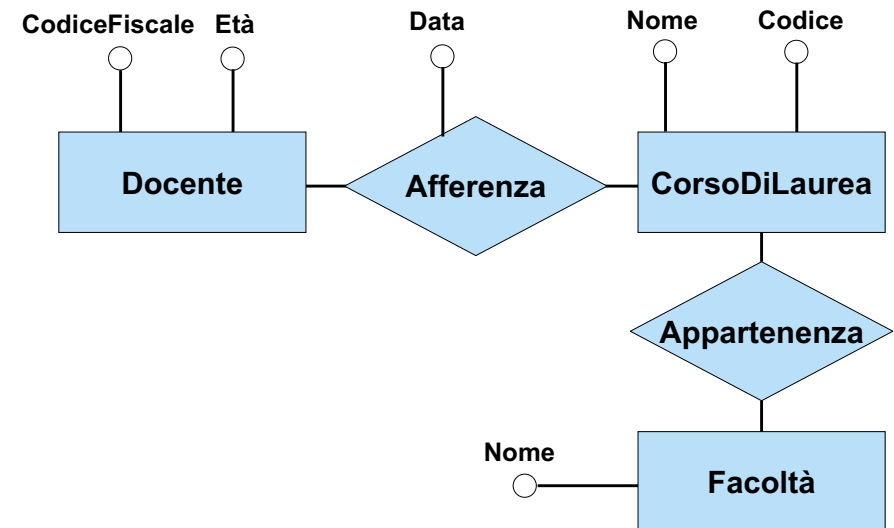 CodiceFiscale Età Data Nome Codice
Docente Afferenza CorsoDiLaurea
Appartenenza
Nome
Facoltà